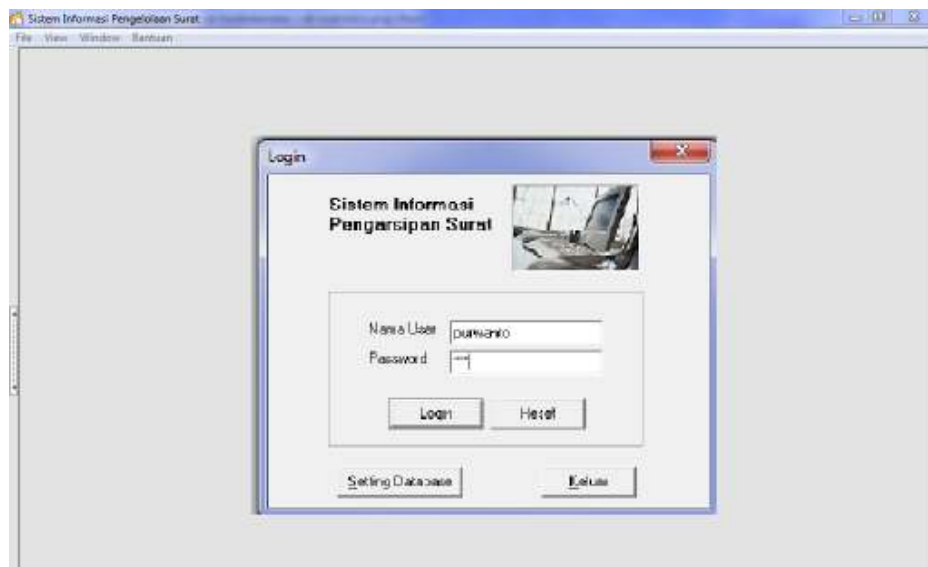 Sistem Informasi Pengelolaan Surat
File View Window Bantuan
Login
Sistem Informasi
Pengarsipan Surat
Nama User purwanto
Password ***
Login Reset
Setting Database Keluar